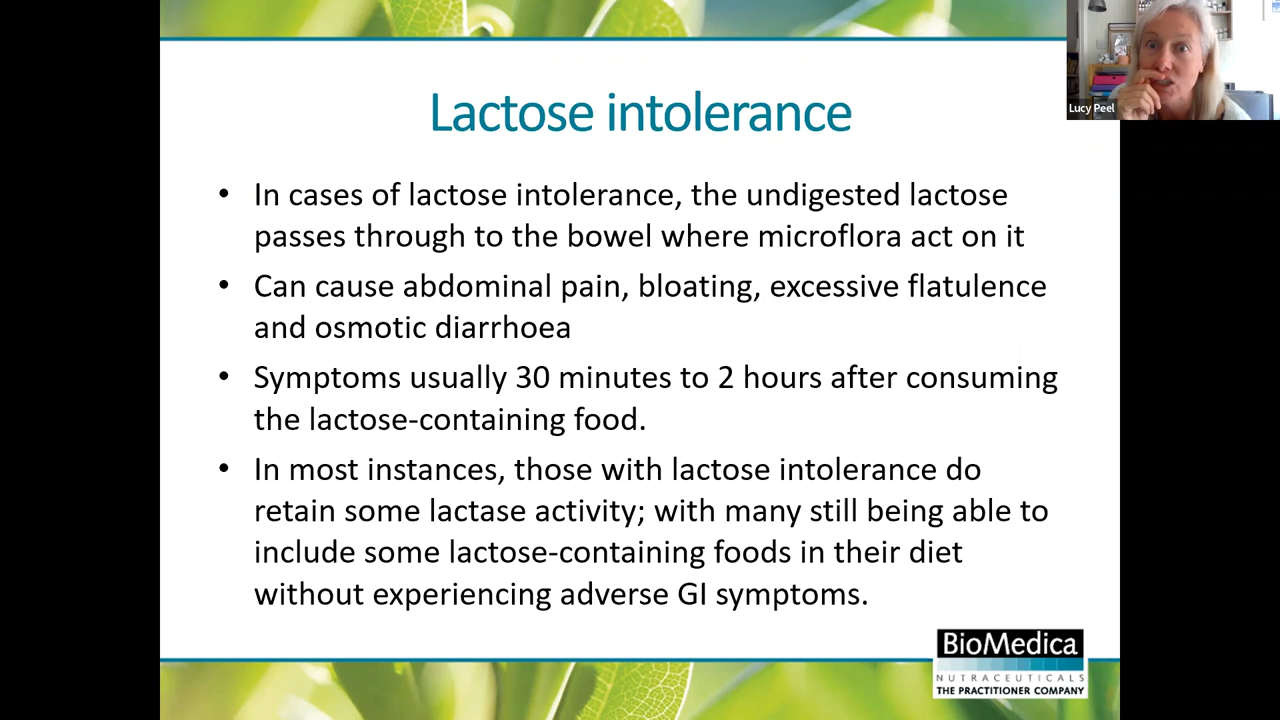 Lucy Peel
Lactose intolerance
• In cases of lactose intolerance, the undigested lactose
passes through to the bowel where microflora act on it
• Can cause abdominal pain, bloating, excessive flatulence
and osmotic diarrhoea
• Symptoms usually 30 minutes to 2 hours after consuming
the lactose-containing food.
• In most instances, those with lactose intolerance do
retain some lactase activity; with many still being able to
include some lactose-containing foods in their diet
without experiencing adverse GI symptoms.
BioMedica
NUTRACEUTICALS
THE PRACTITIONER COMPANY